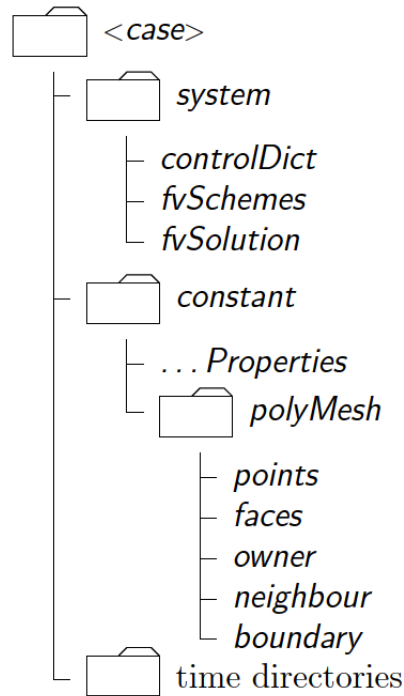 <case>
system
controlDict
fvSchemes
fvSolution
constant
...Properties
polyMesh
points
faces
owner
neighbour
boundary
time directories